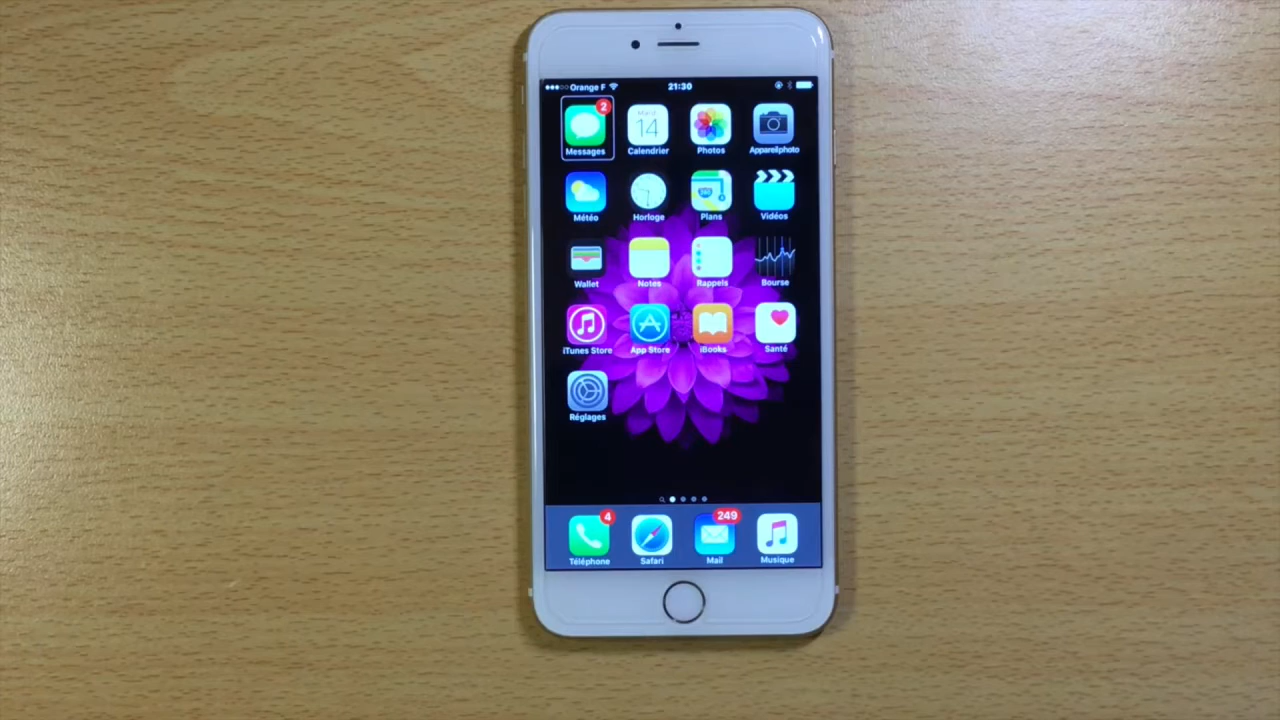 Orange F 21:30
2
Mardi
14
Messages Calendrier Photos Appareil photo
280
Météo Horloge Plans Vidéos
Wallet Notes Rappels Bourse
iTunes Store App Store iBooks Santé
Réglages
4 249
Téléphone Safari Mail Musique